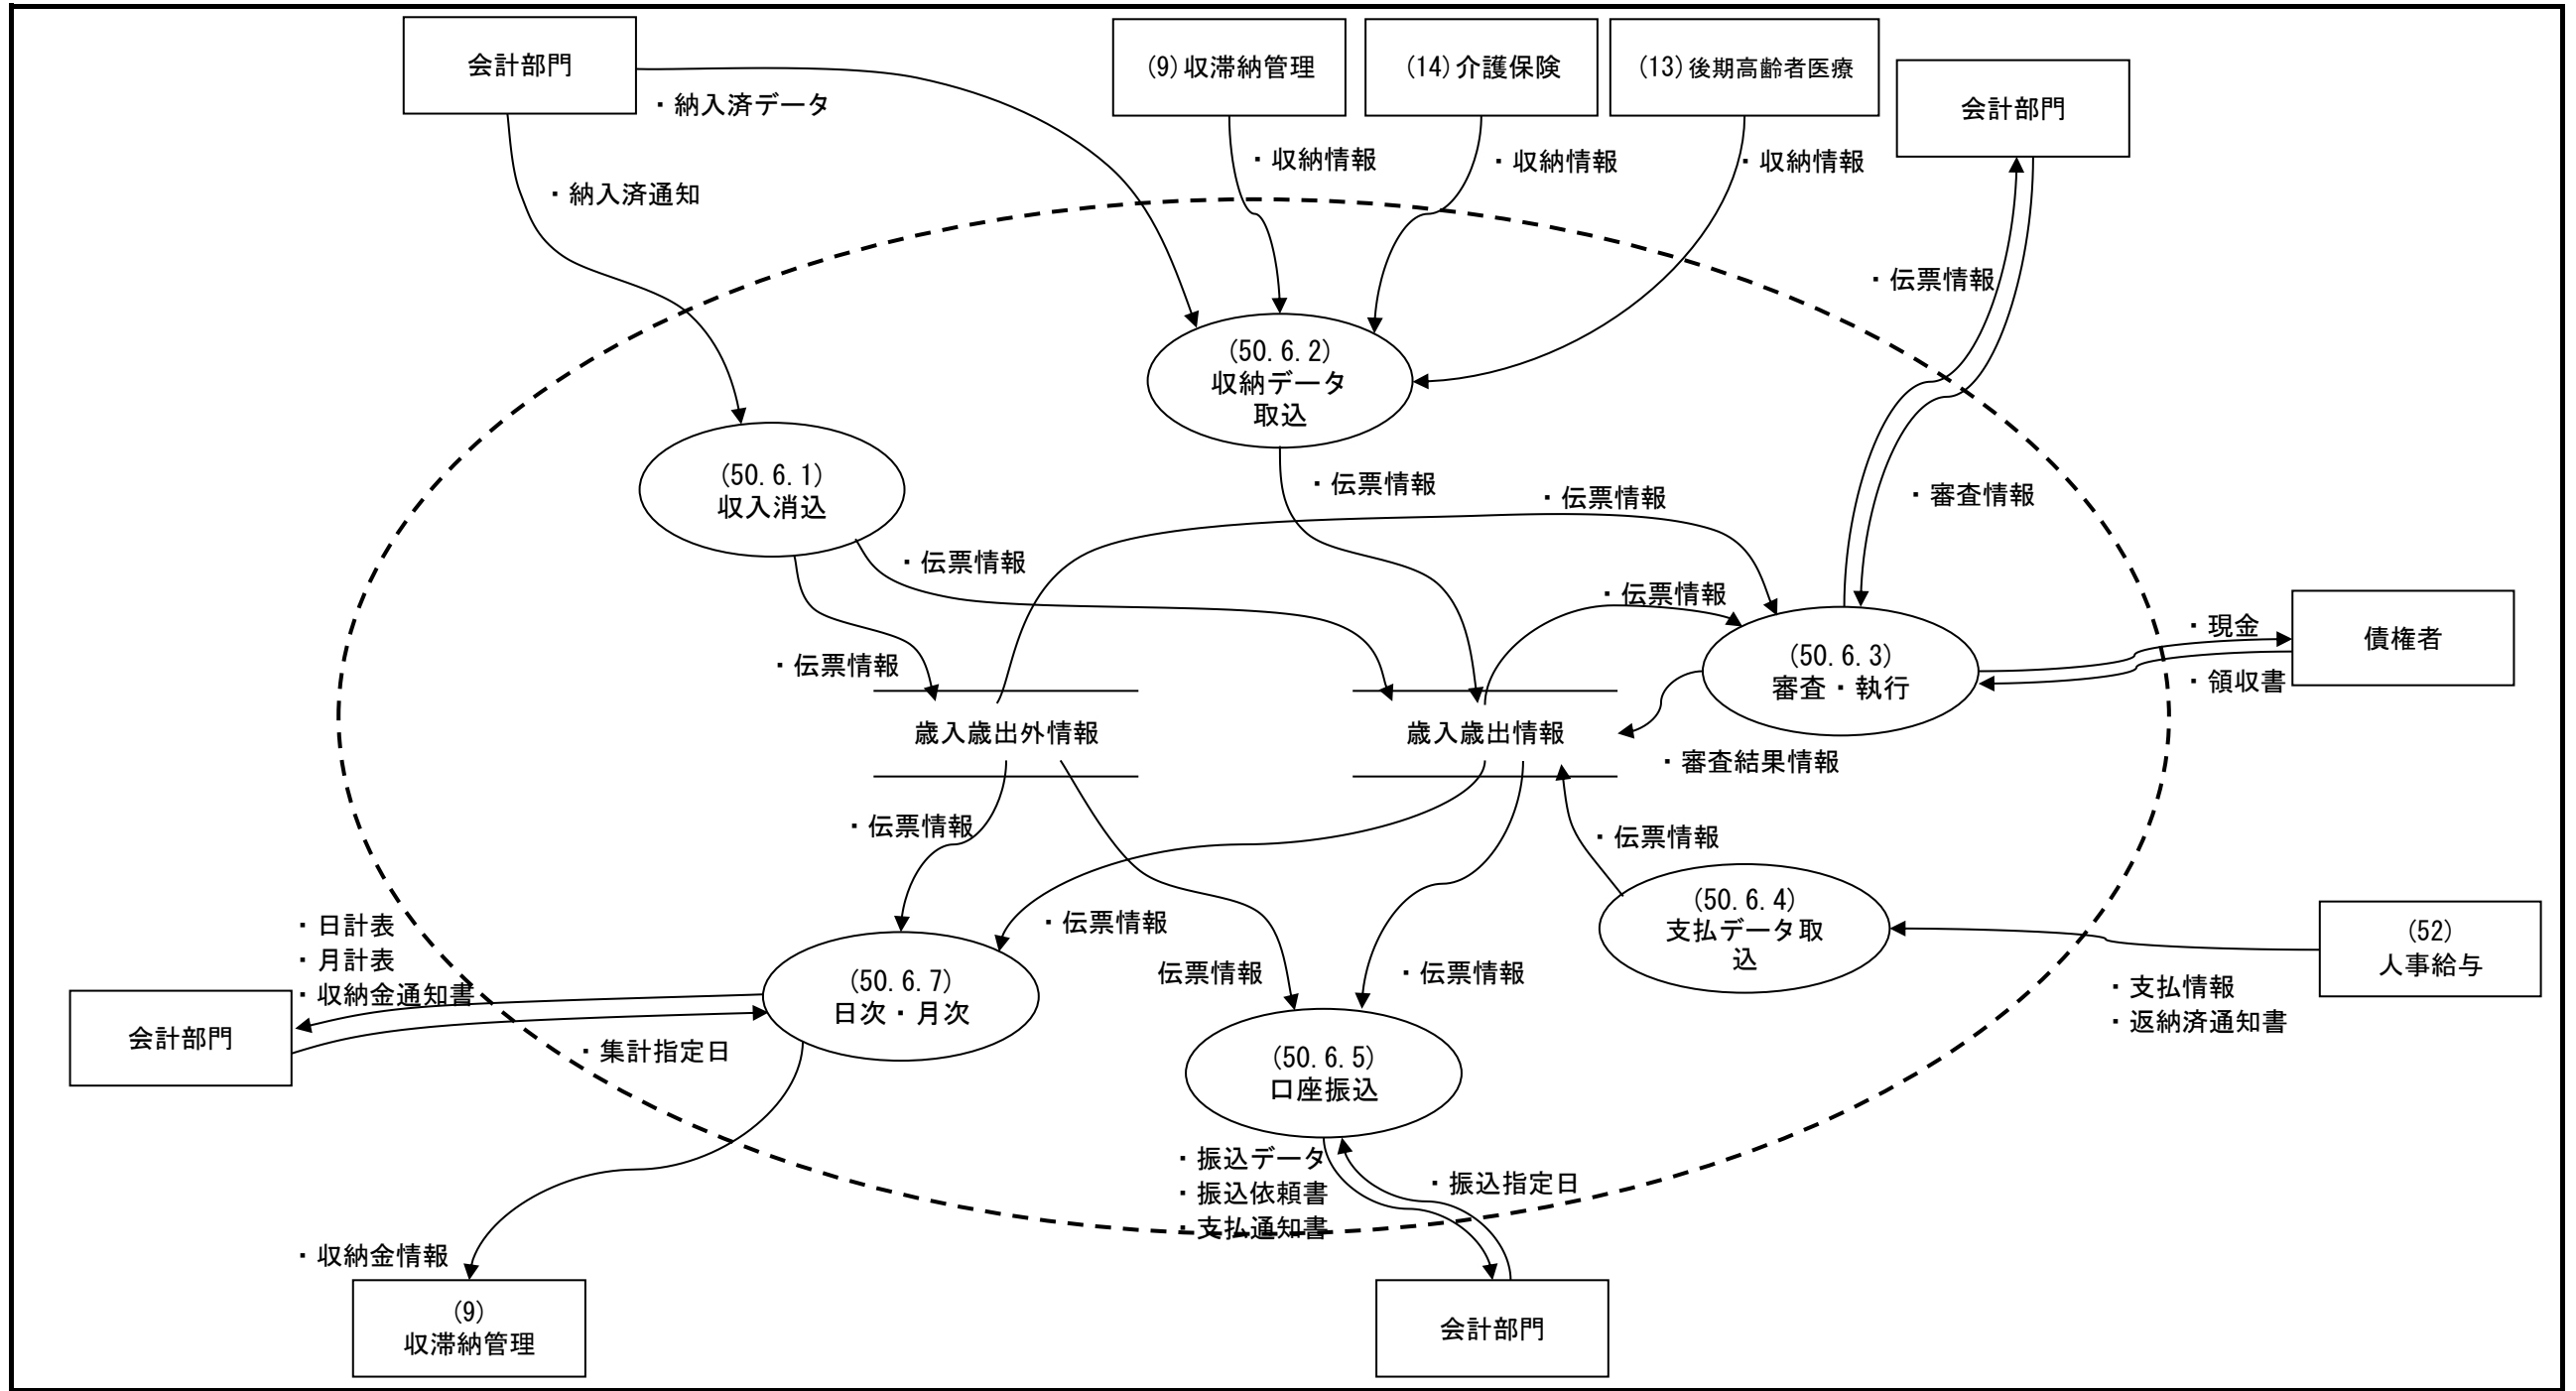 会計部門
(9)収滞納管理
(14)介護保険
(13)後期高齢者医療
会計部門
・納入済データ
・収納情報
・収納情報
・収納情報
・納入済通知
・伝票情報
(50.6.2)
収納データ
取込
(50.6.1)
収入消込
・伝票情報
・伝票情報
・審査情報
・伝票情報
・伝票情報
・伝票情報
(50.6.3)
審査・執行
・現金
債権者
・領収書
歳入歳出外情報
歳入歳出情報
・審査結果情報
・伝票情報
・伝票情報
(50.6.4)
支払データ取
込
(52)
人事給与
・支払情報
・返納済通知書
・日計表
・月計表
・収納金通知書
・伝票情報
伝票情報
・伝票情報
(50.6.7)
日次・月次
会計部門
・集計指定日
(50.6.5)
口座振込
・振込データ
・振込依頼書
・支払通知書
・振込指定日
・収納金情報
(9)
収滞納管理
会計部門